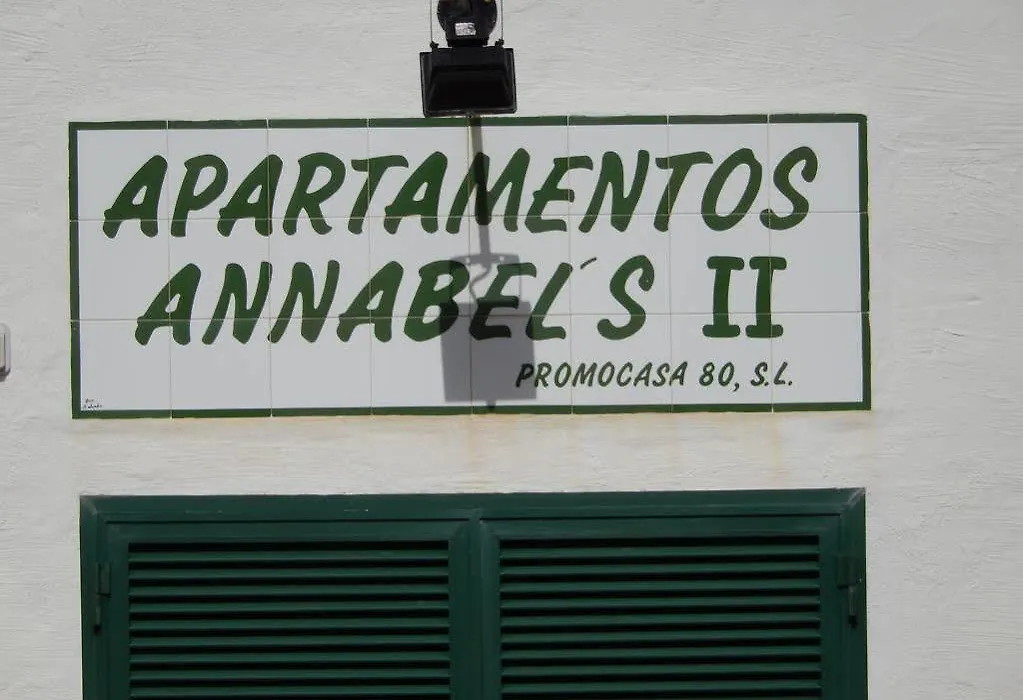 APARTAMENTOS
ANNABEL´S II
PROMOCASA 80, S.L.